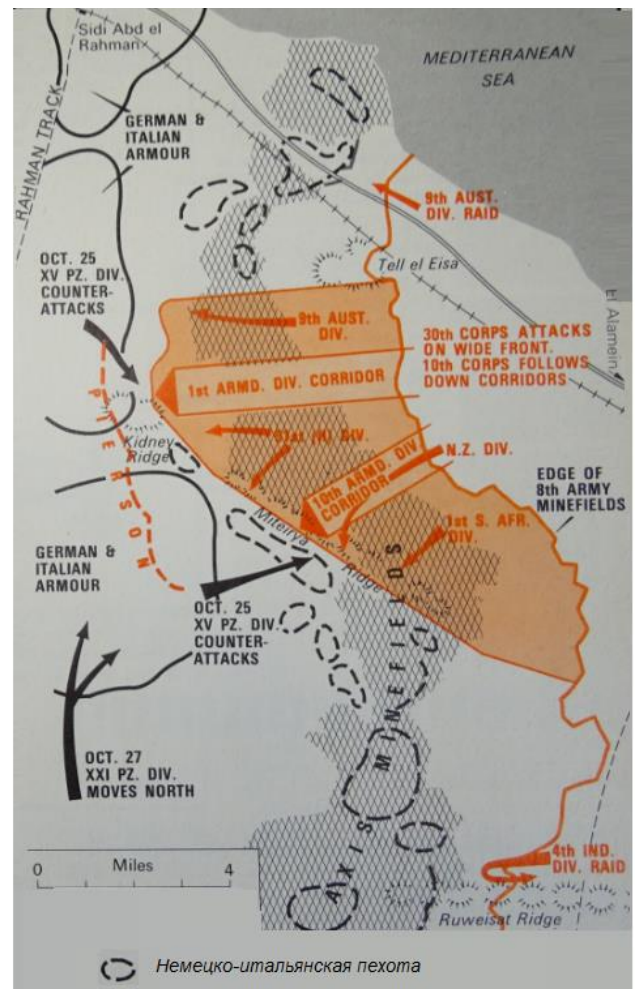 Sidi Abd el
Rahman
MEDITERRANEAN
SEA
RAHMAN TRACK
GERMAN &
ITALIAN
ARMOUR
9th AUST.
DIV. RAID
OCT. 25
XV PZ. DIV.
COUNTER-
ATTACKS
Tell el Eisa
El Alamein
9th AUST.
DIV.
30th CORPS ATTACKS
ON WIDE FRONT.
10th CORPS FOLLOWS
DOWN CORRIDORS
1st ARMD. DIV. CORRIDOR
PIERSON
Kidney
Ridge
51st (H) DIV.
10th ARMD. DIV
CORRIDOR
N.Z. DIV.
EDGE OF
8th ARMY
MINEFIELDS
1st S. AFR.
DIV.
Miteirya Ridge
GERMAN &
ITALIAN
ARMOUR
OCT. 25
XV PZ. DIV.
COUNTER-
ATTACKS
AXIS MINEFIELDS
OCT. 27
XXI PZ. DIV.
MOVES NORTH
0 Miles 4
4th IND.
DIV. RAID
Ruweisat Ridge
Немецко-итальянская пехота